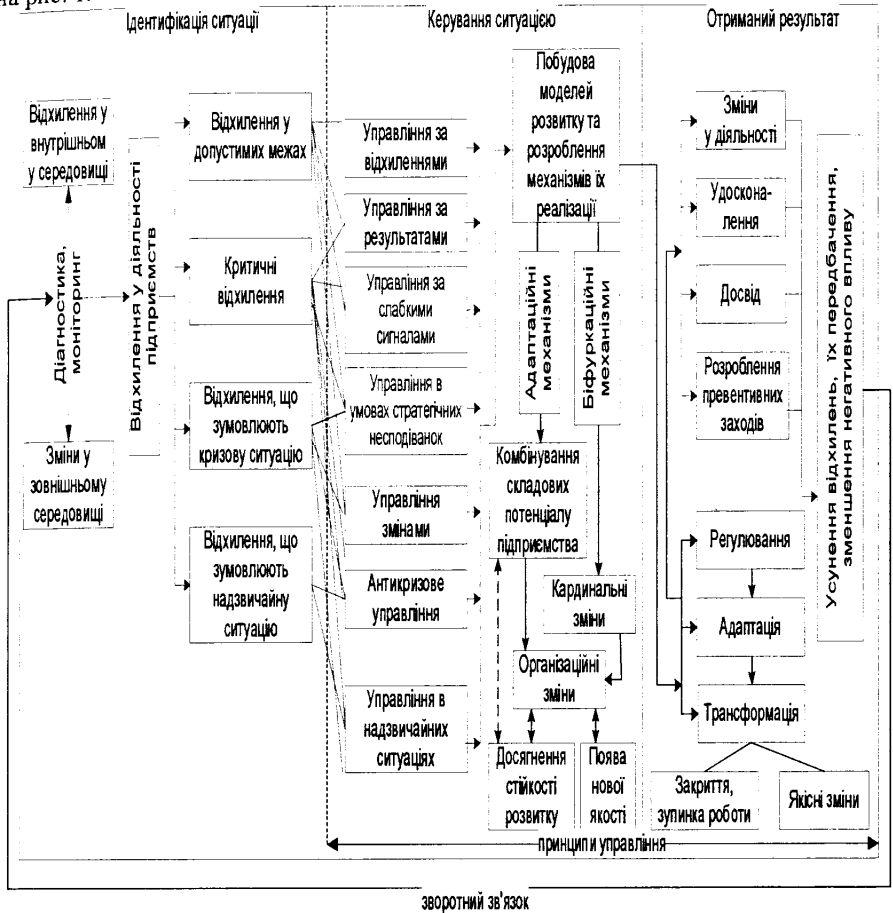 на рис. 1.
Ідентифікація ситуації
Керування ситуацією
Отриманий результат
Відхилення у
внутрішньом
у середовищі
Діагностика,
моніторинг
Зміни у
зовнішньому
середовищі
Відхилення у діяльності
підприємств
Відхилення у
допустимих межах
Критичні
відхилення
Відхилення, що
зумовлюють
кризову ситуацію
Відхилення, що
зумовлюють
надзвичайну
ситуацію
Управління за
відхиленнями
Управління за
результатами
Управління за
слабкими
сигналами
Управління в
умовах стратегічних
несподіванок
Управління
змінами
Антикризове
управління
Управління в
надзвичайних
ситуаціях
Побудова
моделей
розвитку та
розроблення
механізмів їх
реалізації
Адаптаційні
механізми
Біфуркаційні
механізми
Комбінування
складових
потенціалу
підприємства
Кардинальні
зміни
Організаційні
зміни
Досягнення
стійкості
розвитку
Поява
нової
якості
Зміни
у діяльності
Удоскона-
лення
Досвід
Розроблення
превентивних
заходів
Регулювання
Адаптація
Трансформація
Закриття,
зупинка роботи
Якісні зміни
Усунення відхилень, їх передбачення,
зменшення негативного впливу
принципи управління
зворотний зв'язок